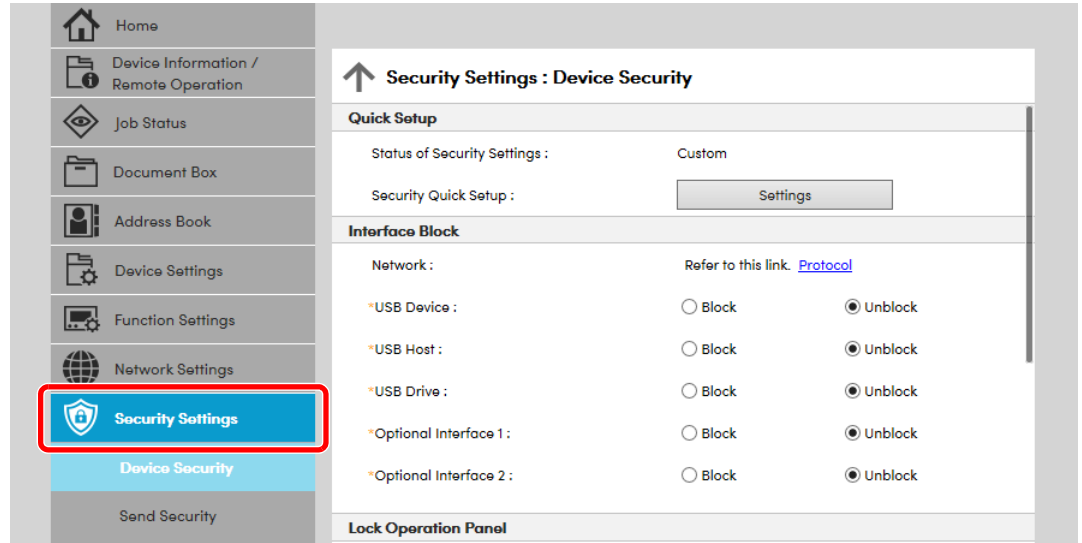 Home
Device Information /
Remote Operation
Job Status
Document Box
Address Book
Device Settings
Function Settings
Network Settings
Security Settings
Device Security
Send Security
Security Settings : Device Security
Quick Setup
Status of Security Settings : Custom
Security Quick Setup : Settings
Interface Block
Network : Refer to this link. Protocol
*USB Device : Block Unblock
*USB Host : Block Unblock
*USB Drive : Block Unblock
*Optional Interface 1 : Block Unblock
*Optional Interface 2 : Block Unblock
Lock Operation Panel